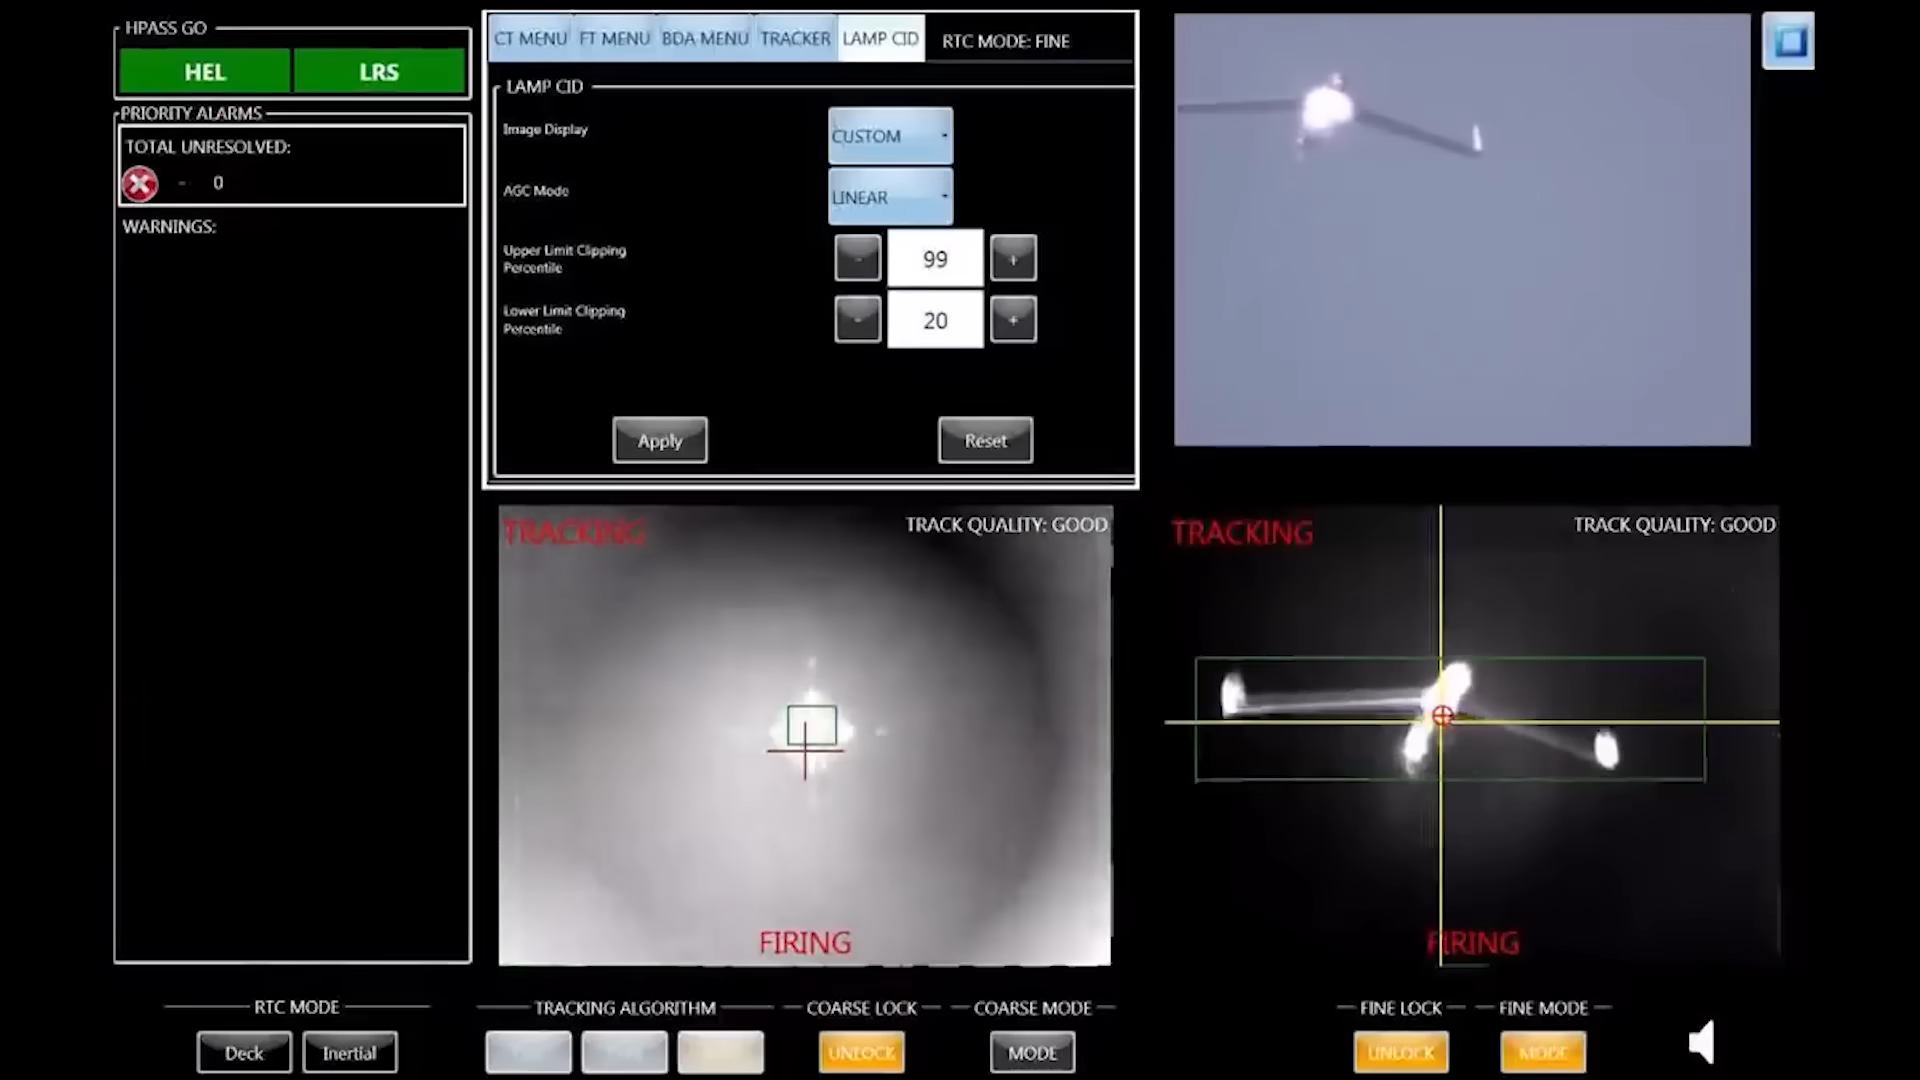 HPASS GO
HEL
LRS
PRIORITY ALARMS
TOTAL UNRESOLVED:
- 0
WARNINGS:
CT MENU
FT MENU
BDA MENU
TRACKER
LAMP CID
RTC MODE: FINE
LAMP CID
Image Display
CUSTOM
AGC Mode
LINEAR
Upper Limit Clipping
Percentile
-
99
+
Lower Limit Clipping
Percentile
-
20
+
Apply
Reset
TRACKING
TRACK QUALITY: GOOD
FIRING
TRACKING
TRACK QUALITY: GOOD
FIRING
RTC MODE
Deck
Inertial
TRACKING ALGORITHM
COARSE LOCK
UNLOCK
COARSE MODE
MODE
FINE LOCK
UNLOCK
FINE MODE
MODE